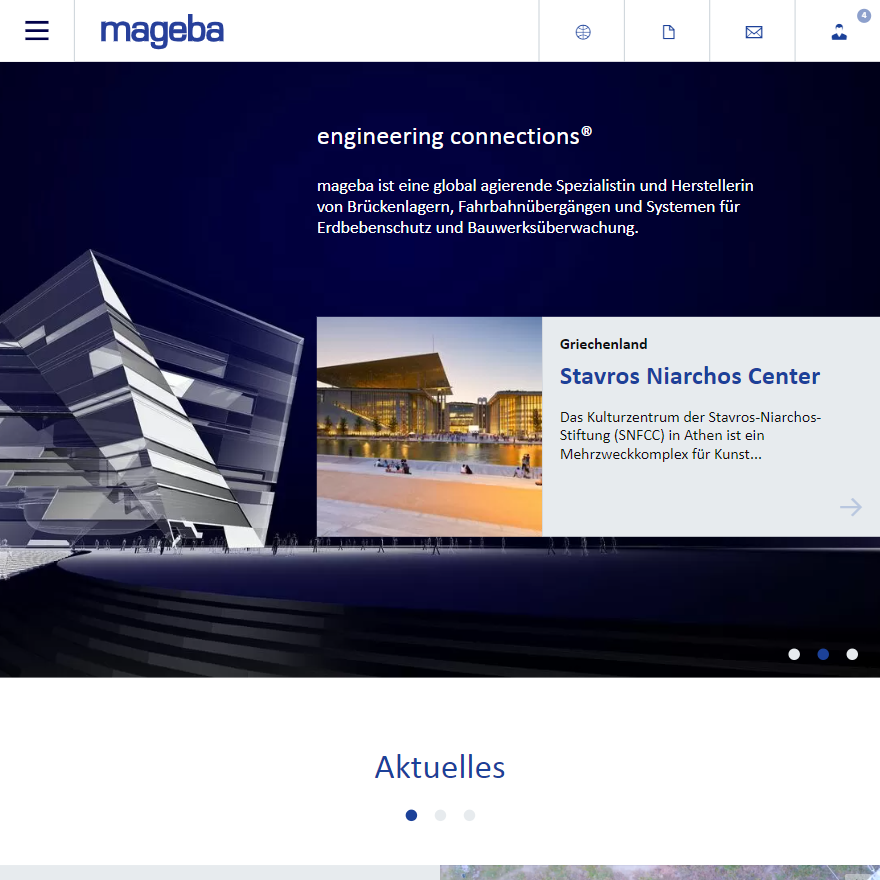 mageba
4
engineering connections®
mageba ist eine global agierende Spezialistin und Herstellerin
von Brückenlagern, Fahrbahnübergängen und Systemen für
Erdbebenschutz und Bauwerksüberwachung.
Griechenland
Stavros Niarchos Center
Das Kulturzentrum der Stavros-Niarchos-
Stiftung (SNFCC) in Athen ist ein
Mehrzweckkomplex für Kunst...
Aktuelles